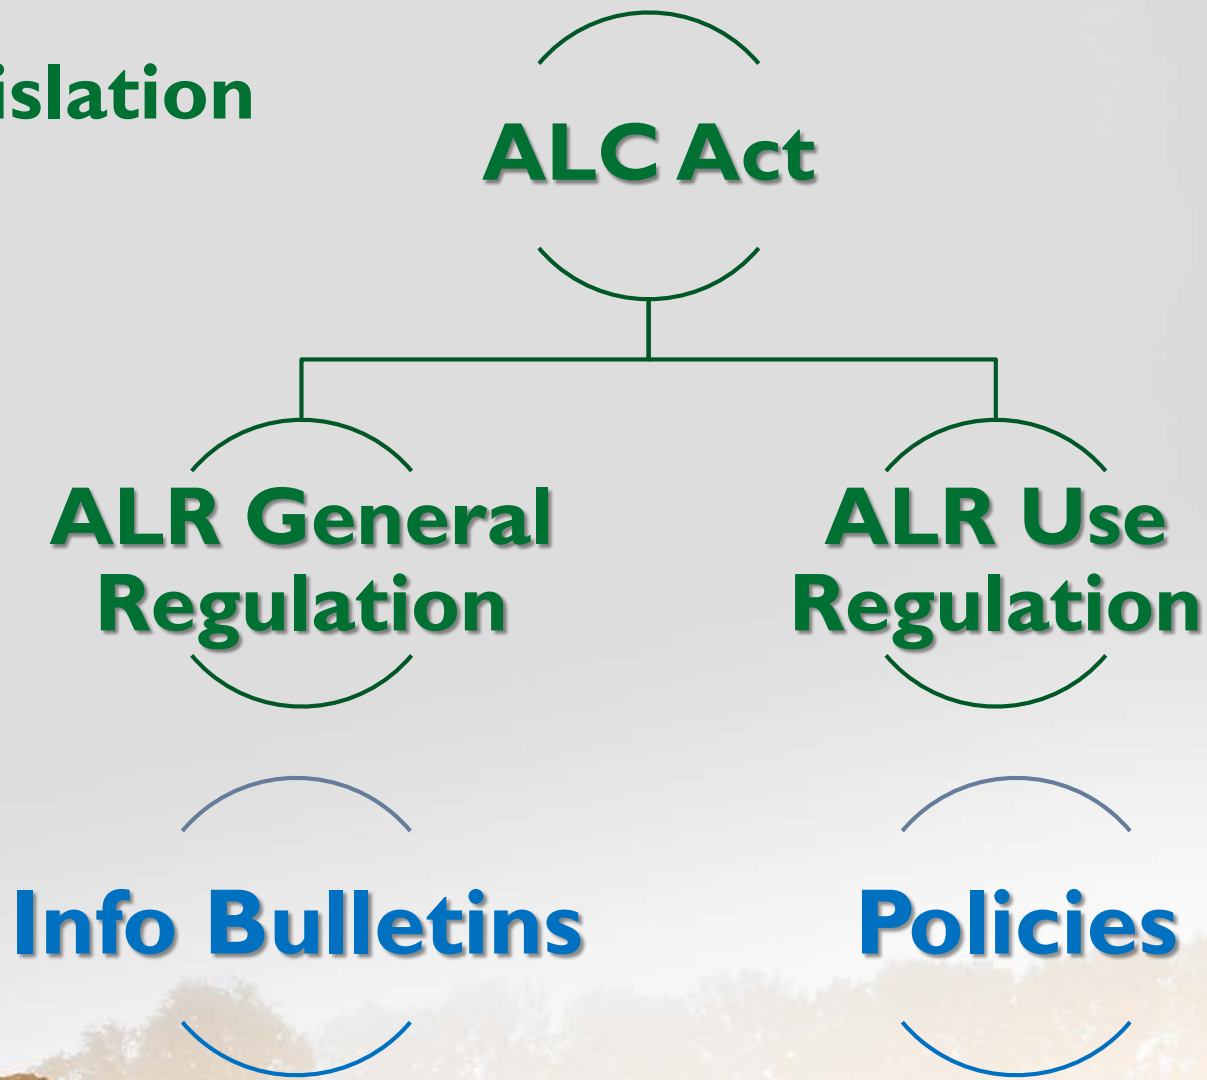 islation
ALC Act
ALR General
Regulation
ALR Use
Regulation
Info Bulletins
Policies